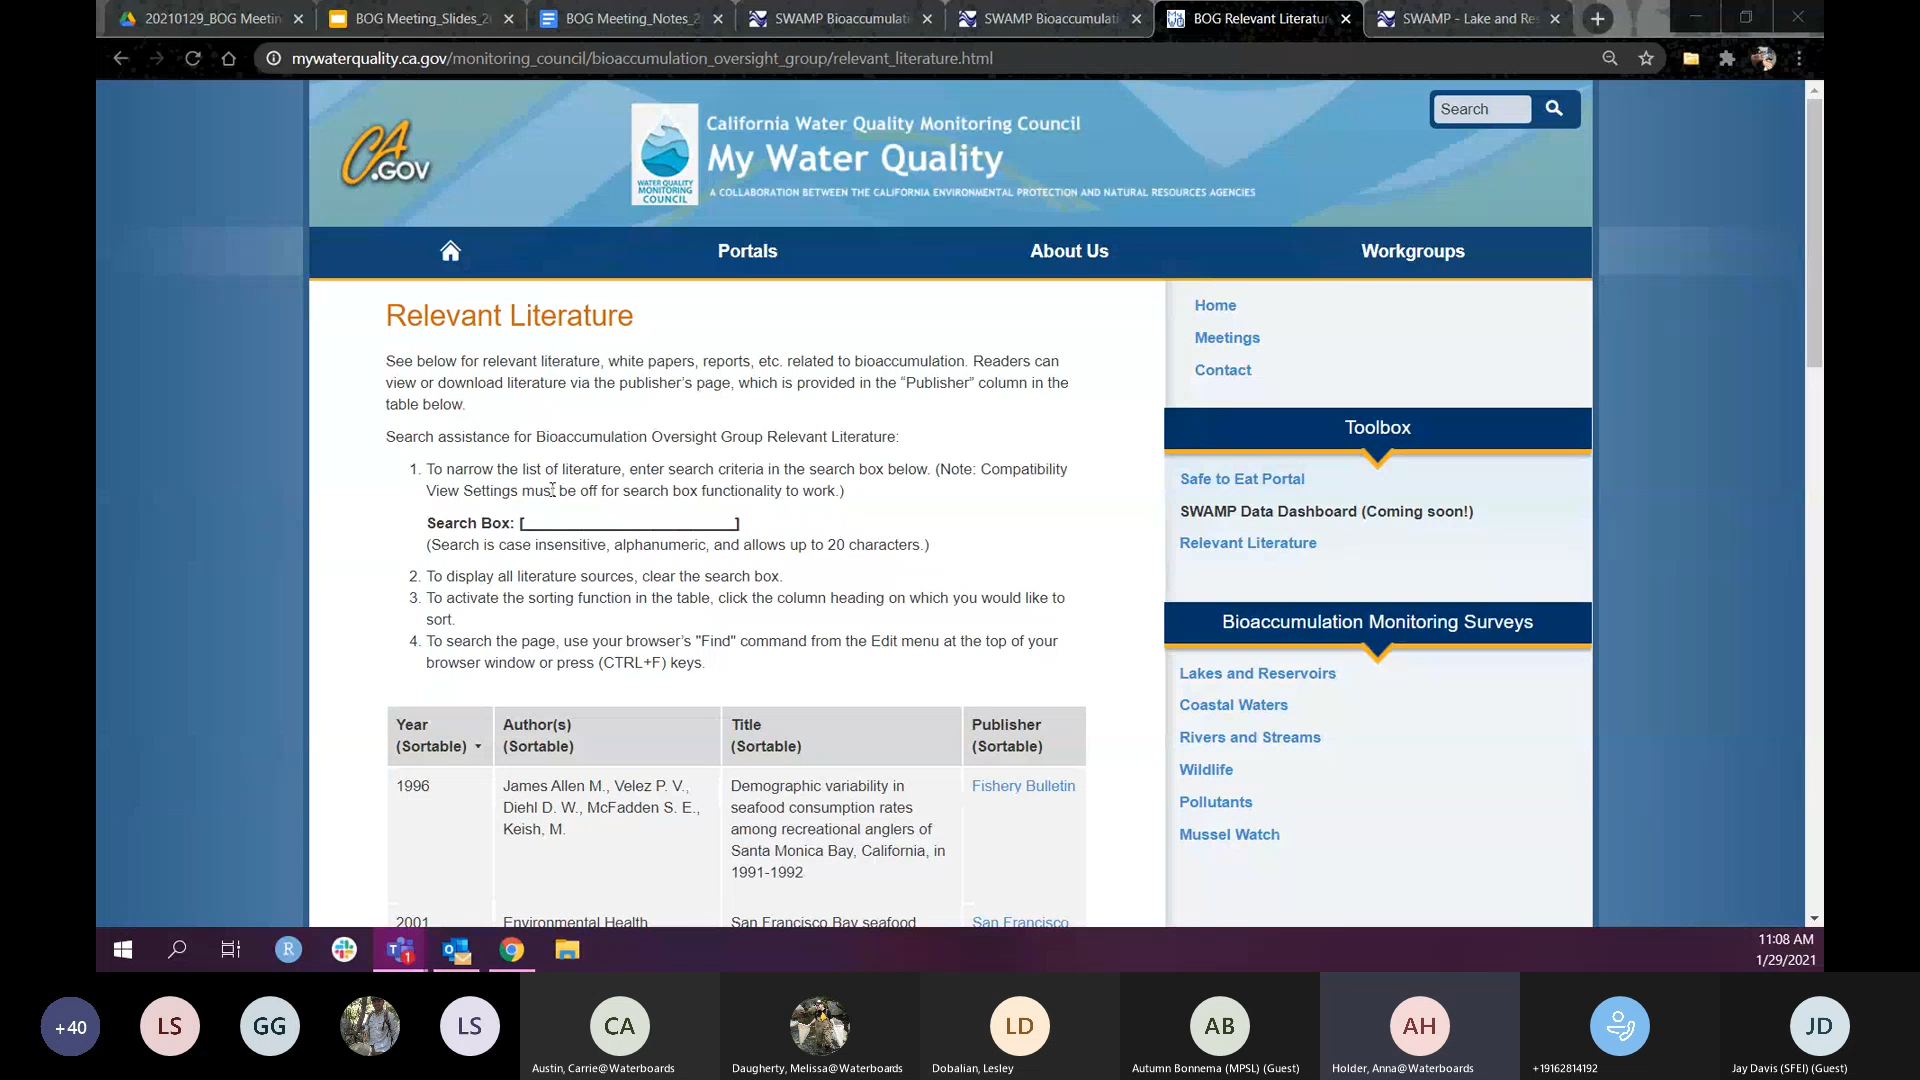 20210129_BOG Meetin
BOG Meeting_Slides_2
BOG Meeting_Notes_2
SWAMP Bioaccumulati
SWAMP Bioaccumulati
BOG Relevant Literatur
SWAMP - Lake and Re
mywaterquality.ca.gov/monitoring_council/bioaccumulation_oversight_group/relevant_literature.html
CA.GOV
WATER QUALITY
MONITORING
COUNCIL
California Water Quality Monitoring Council
My Water Quality
A COLLABORATION BETWEEN THE CALIFORNIA ENVIRONMENTAL PROTECTION AND NATURAL RESOURCES AGENCIES
Search
Portals
About Us
Workgroups
Relevant Literature
See below for relevant literature, white papers, reports, etc. related to bioaccumulation. Readers can
view or download literature via the publisher's page, which is provided in the “Publisher” column in the
table below.
Search assistance for Bioaccumulation Oversight Group Relevant Literature:
1. To narrow the list of literature, enter search criteria in the search box below. (Note: Compatibility
View Settings must be off for search box functionality to work.)
Search Box: [__________________________]
(Search is case insensitive, alphanumeric, and allows up to 20 characters.)
2. To display all literature sources, clear the search box.
3. To activate the sorting function in the table, click the column heading on which you would like to
sort.
4. To search the page, use your browser's "Find" command from the Edit menu at the top of your
browser window or press (CTRL+F) keys.
Year
(Sortable)
Author(s)
(Sortable)
Title
(Sortable)
Publisher
(Sortable)
1996
James Allen M., Velez P. V.,
Diehl D. W., McFadden S. E.,
Keish, M.
Demographic variability in
seafood consumption rates
among recreational anglers of
Santa Monica Bay, California, in
1991-1992
Fishery Bulletin
2001
Environmental Health
San Francisco Bay seafood
San Francisco
Home
Meetings
Contact
Toolbox
Safe to Eat Portal
SWAMP Data Dashboard (Coming soon!)
Relevant Literature
Bioaccumulation Monitoring Surveys
Lakes and Reservoirs
Coastal Waters
Rivers and Streams
Wildlife
Pollutants
Mussel Watch
R
T
1
O
11:08 AM
1/29/2021
+40
LS
GG
LS
CA
LD
AB
AH
JD
Austin, Carrie@Waterboards
Daugherty, Melissa@Waterboards
Dobalian, Lesley
Autumn Bonnema (MPSL) (Guest)
Holder, Anna@Waterboards
+19162814192
Jay Davis (SFEI) (Guest)